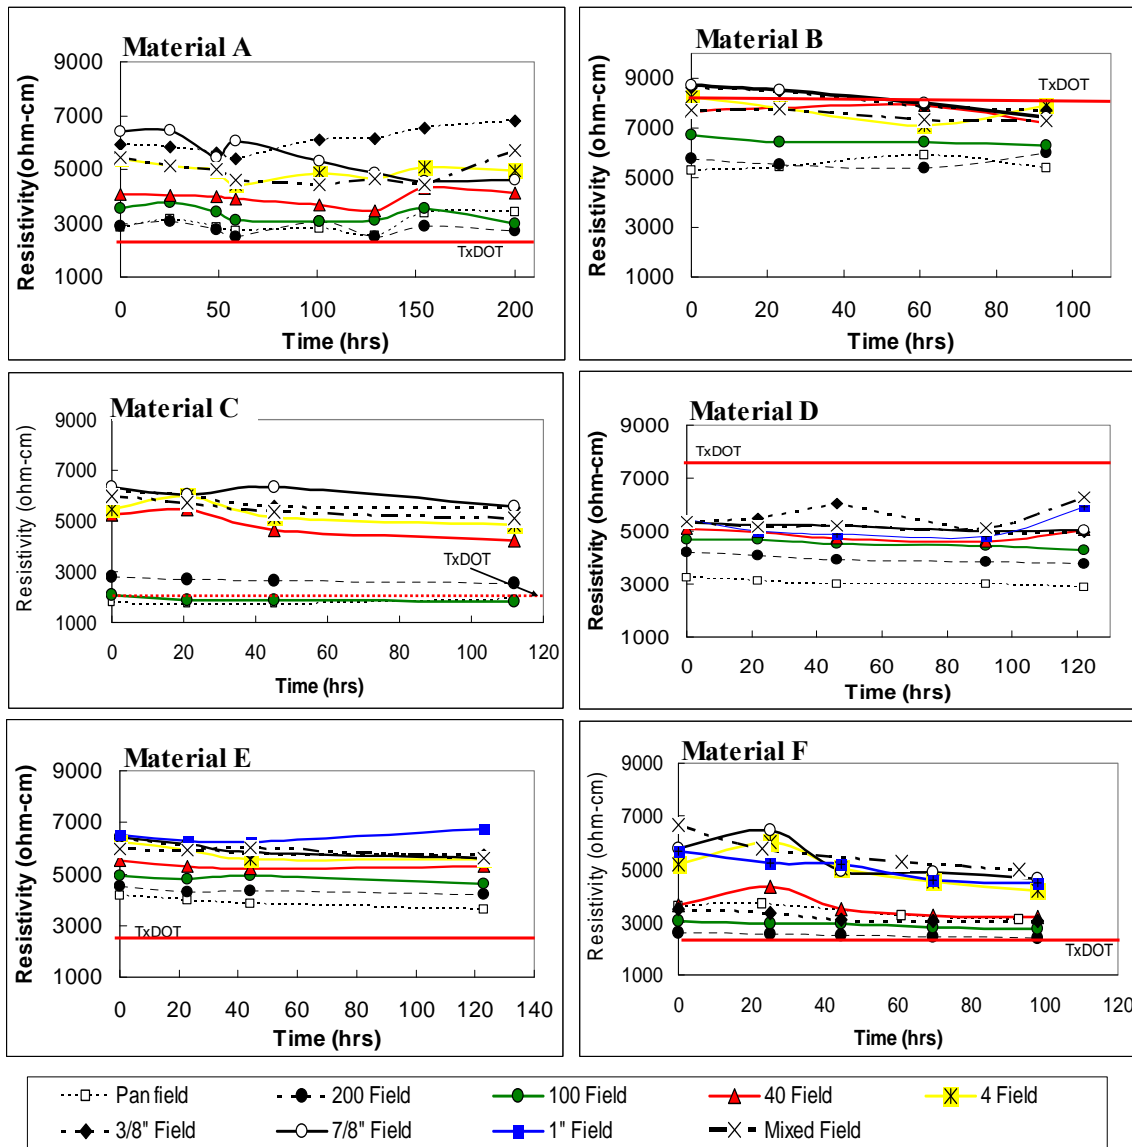 Material A
9000
7000
5000
3000
1000
Resistivity(ohm-cm)
TxDOT
0 50 100 150 200
Time (hrs)
Material B
9000
7000
5000
3000
1000
Resistivity (ohm-cm)
TxDOT
0 20 40 60 80 100
Time (hrs)
Material C
9000
7000
5000
3000
1000
Resistivity (ohm-cm)
TxDOT
0 20 40 60 80 100 120
Time (hrs)
Material D
9000
7000
5000
3000
1000
Resistivity (ohm-cm)
TxDOT
0 20 40 60 80 100 120
Time (hrs)
Material E
9000
7000
5000
3000
1000
Resistivity (ohm-cm)
TxDOT
0 20 40 60 80 100 120 140
Time (hrs)
Material F
9000
7000
5000
3000
1000
Resistivity (ohm-cm)
TxDOT
0 20 40 60 80 100 120
Time (hrs)
Pan field 200 Field 100 Field 40 Field 4 Field
3/8" Field 7/8" Field 1" Field Mixed Field